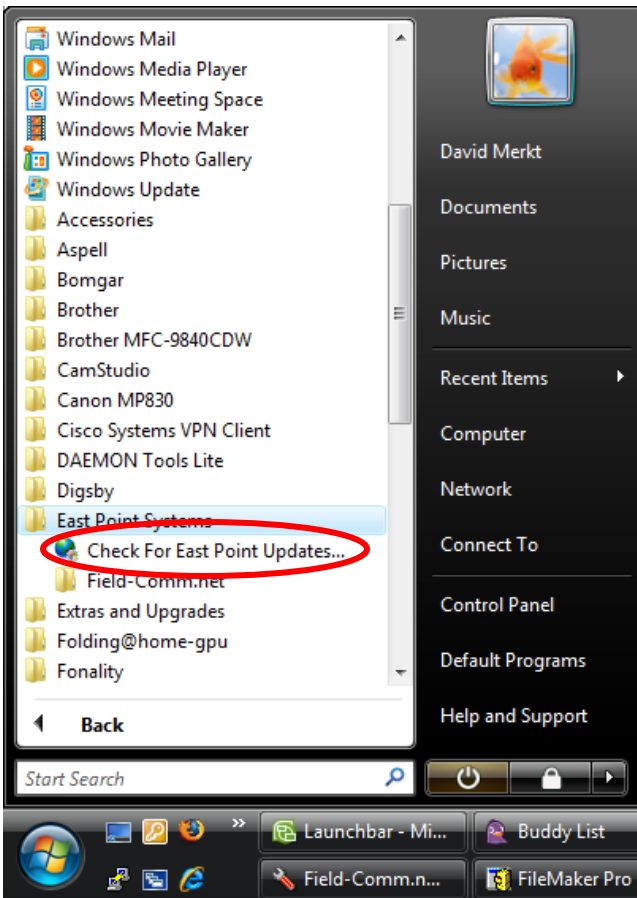 Windows Mail
Windows Media Player
Windows Meeting Space
Windows Movie Maker
Windows Photo Gallery
Windows Update
Accessories
Aspell
Bomgar
Brother
Brother MFC-9840CDW
CamStudio
Canon MP830
Cisco Systems VPN Client
DAEMON Tools Lite
Digsby
East Point Systems
Check For East Point Updates...
Field-Comm.net
Extras and Upgrades
Folding@home-gpu
Fonality
Back
Start Search
David Merkt
Documents
Pictures
Music
Recent Items
Computer
Network
Connect To
Control Panel
Default Programs
Help and Support
Launchbar - Mi...
Buddy List
Field-Comm.n...
FileMaker Pro